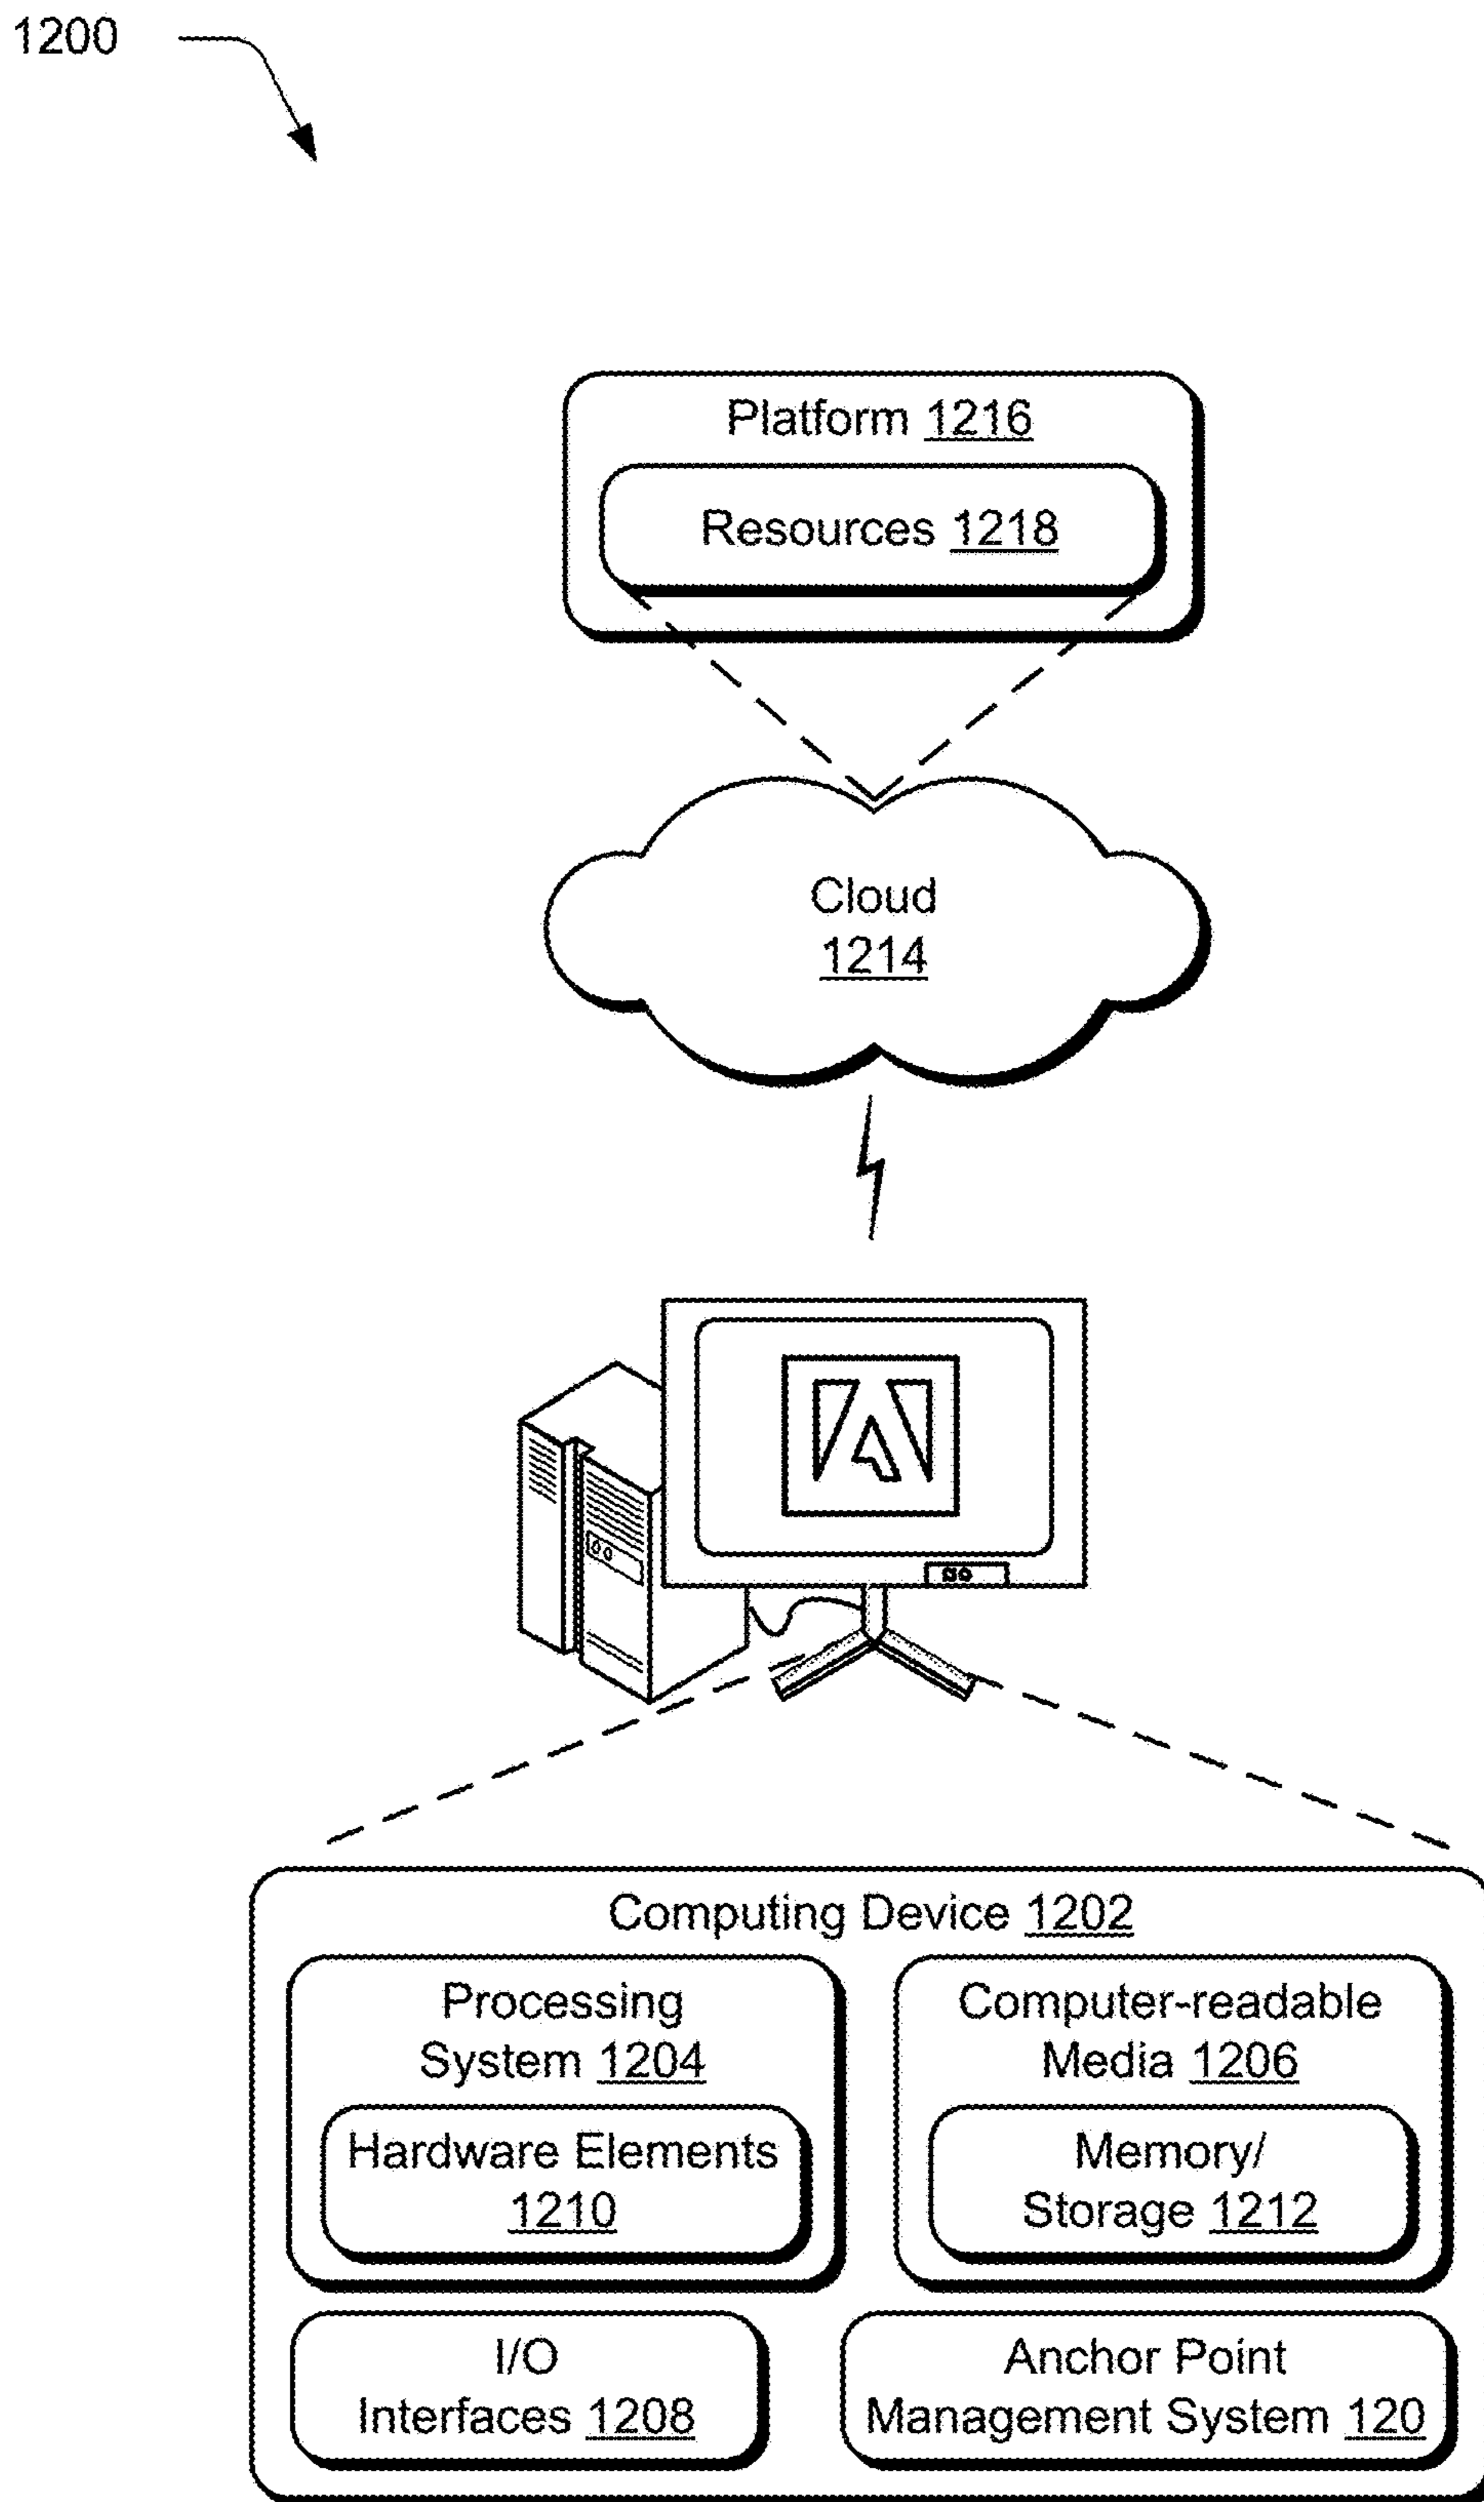 1200
Platform 1216
Resources 1218
Cloud
1214
Computing Device 1202
Processing
System 1204
Hardware Elements
1210
Computer-readable
Media 1206
Memory/
Storage 1212
I/O
Interfaces 1208
Anchor Point
Management System 120